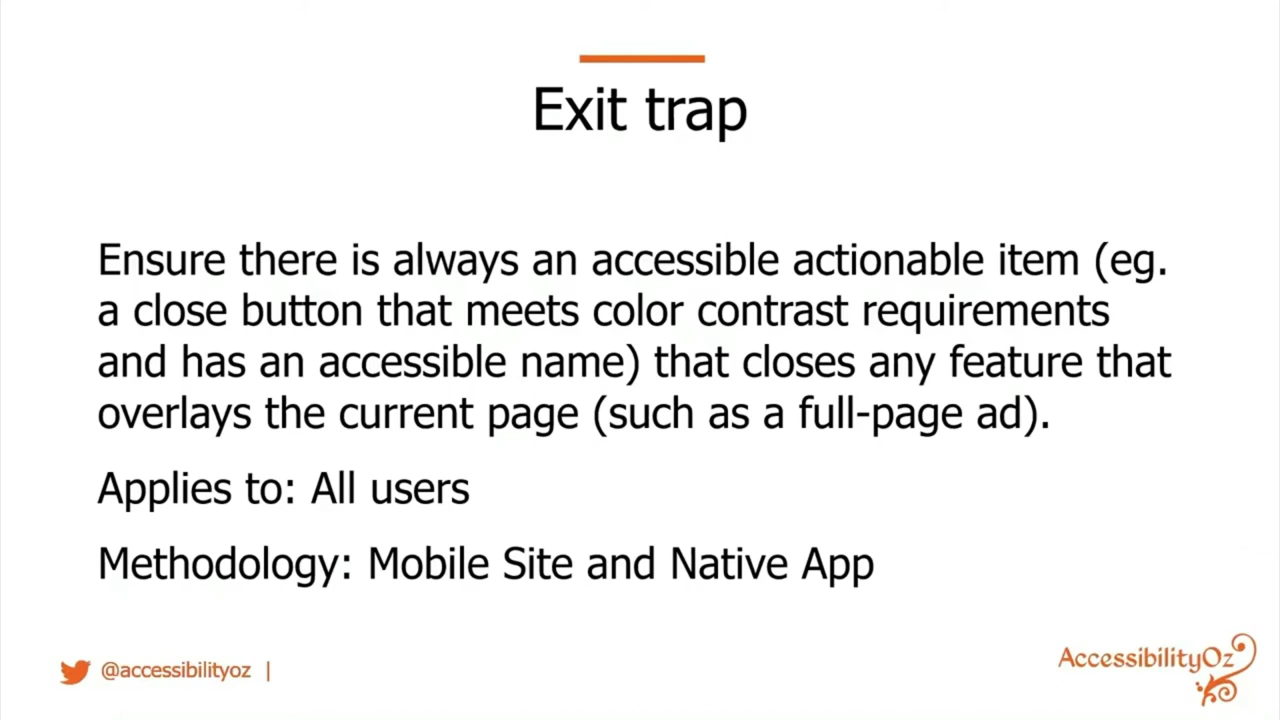 Exit trap
Ensure there is always an accessible actionable item (eg.
a close button that meets color contrast requirements
and has an accessible name) that closes any feature that
overlays the current page (such as a full-page ad).
Applies to: All users
Methodology: Mobile Site and Native App
@accessibilityoz |
AccessibilityOz